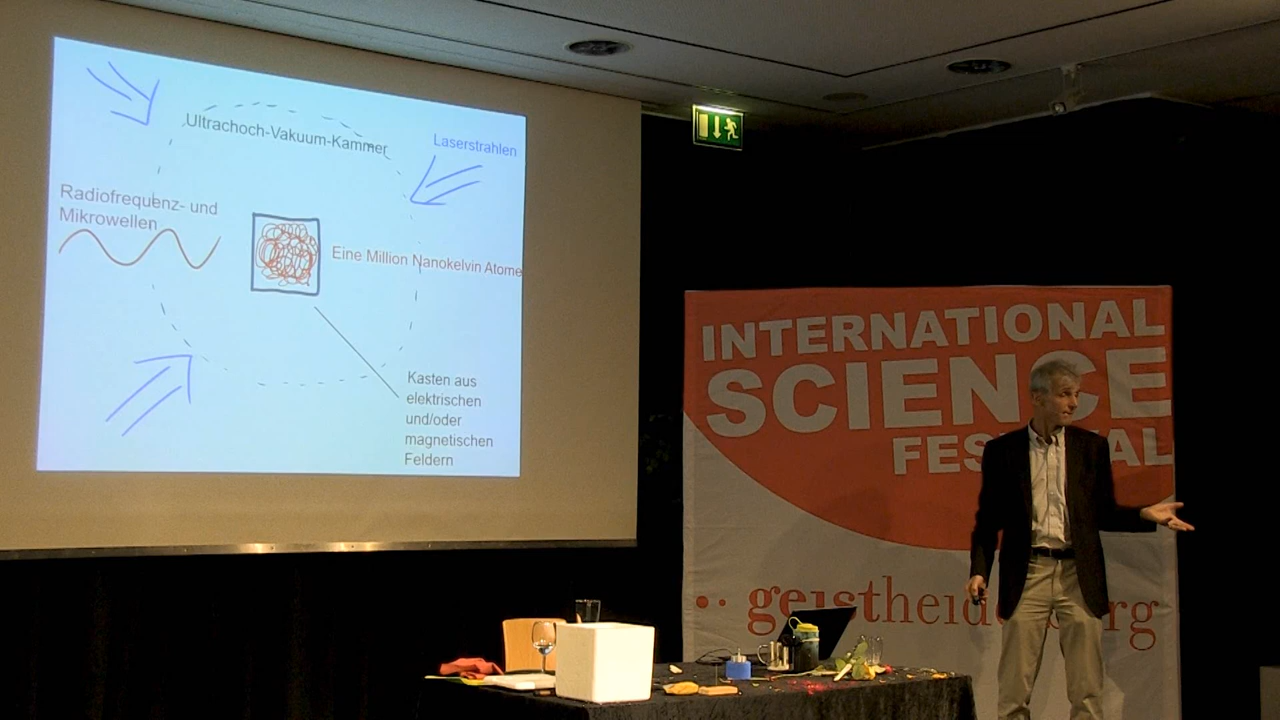 Ultrachoch-Vakuum-Kammer
Laserstrahlen
Radiofrequenz- und
Mikrowellen
Eine Million Nanokelvin Atome
Kasten aus
elektrischen
und/oder
magnetischen
Feldern
INTERNATIONAL
SCIENCE
FESTIVAL
geistheidelberg